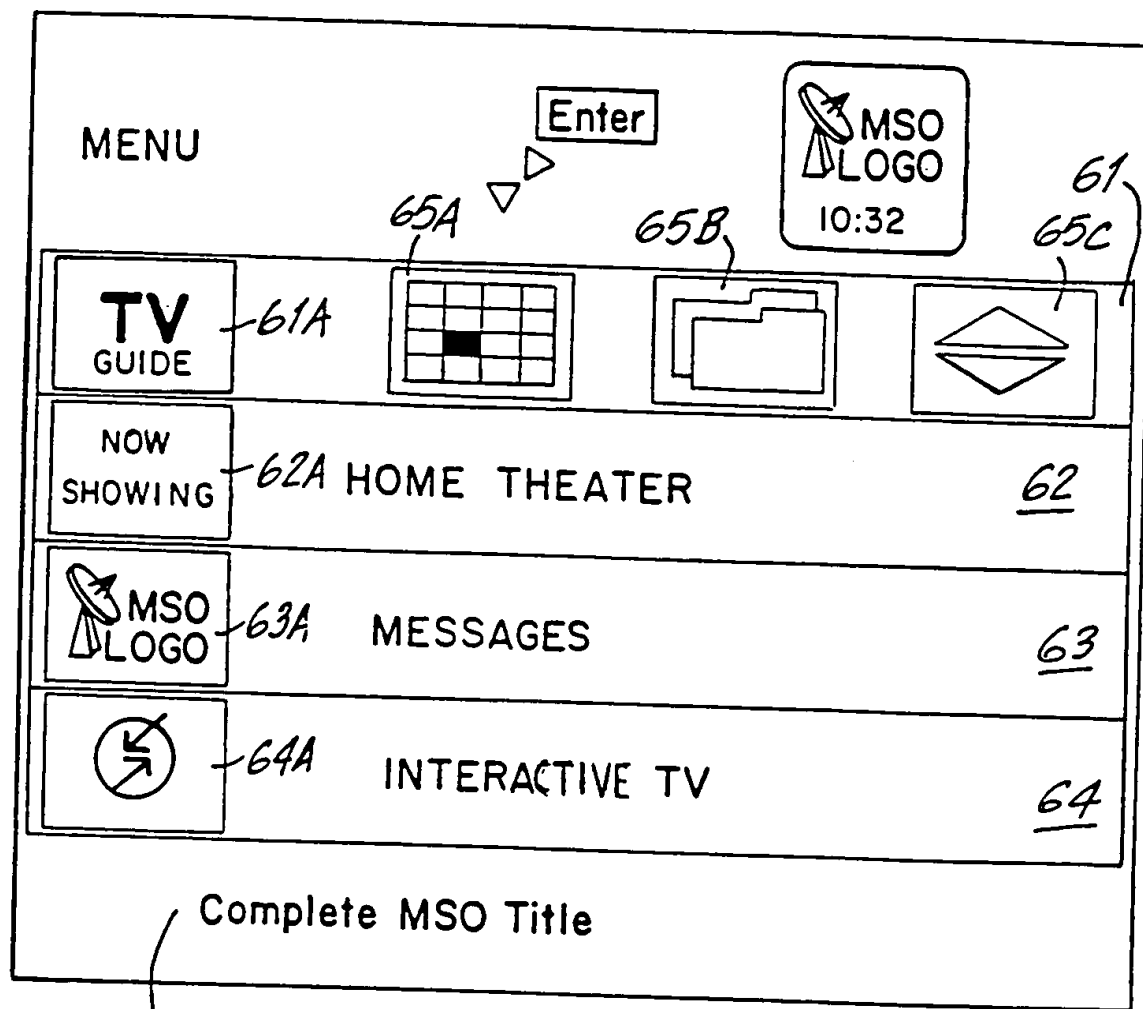 Enter
MENU
MSO
LOGO
10:32
61
65A
65B
65C
TV
GUIDE
61A
NOW
SHOWING
62A
HOME THEATER
62
MSO
LOGO
63A
MESSAGES
63
64A
INTERACTIVE TV
64
Complete MSO Title